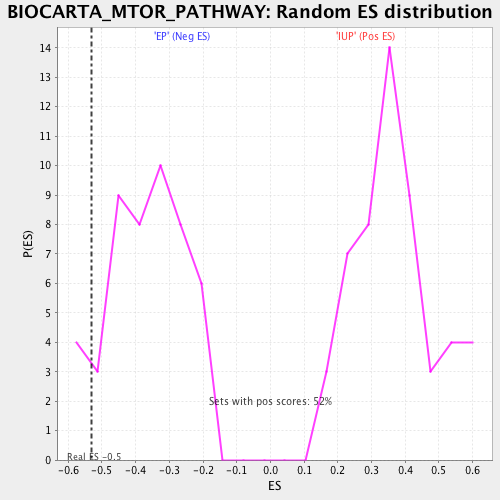 BIOCARTA_MTOR_PATHWAY: Random ES distribution
'EP' (Neg ES) 'IUP' (Pos ES)
14
13
12
11
10
9
8
7
6
5
4
3
2
1
0
P(ES)
Sets with pos scores: 52%
Real ES -0.5
-0.6 -0.5 -0.4 -0.3 -0.2 -0.1 0.0 0.1 0.2 0.3 0.4 0.5 0.6
ES